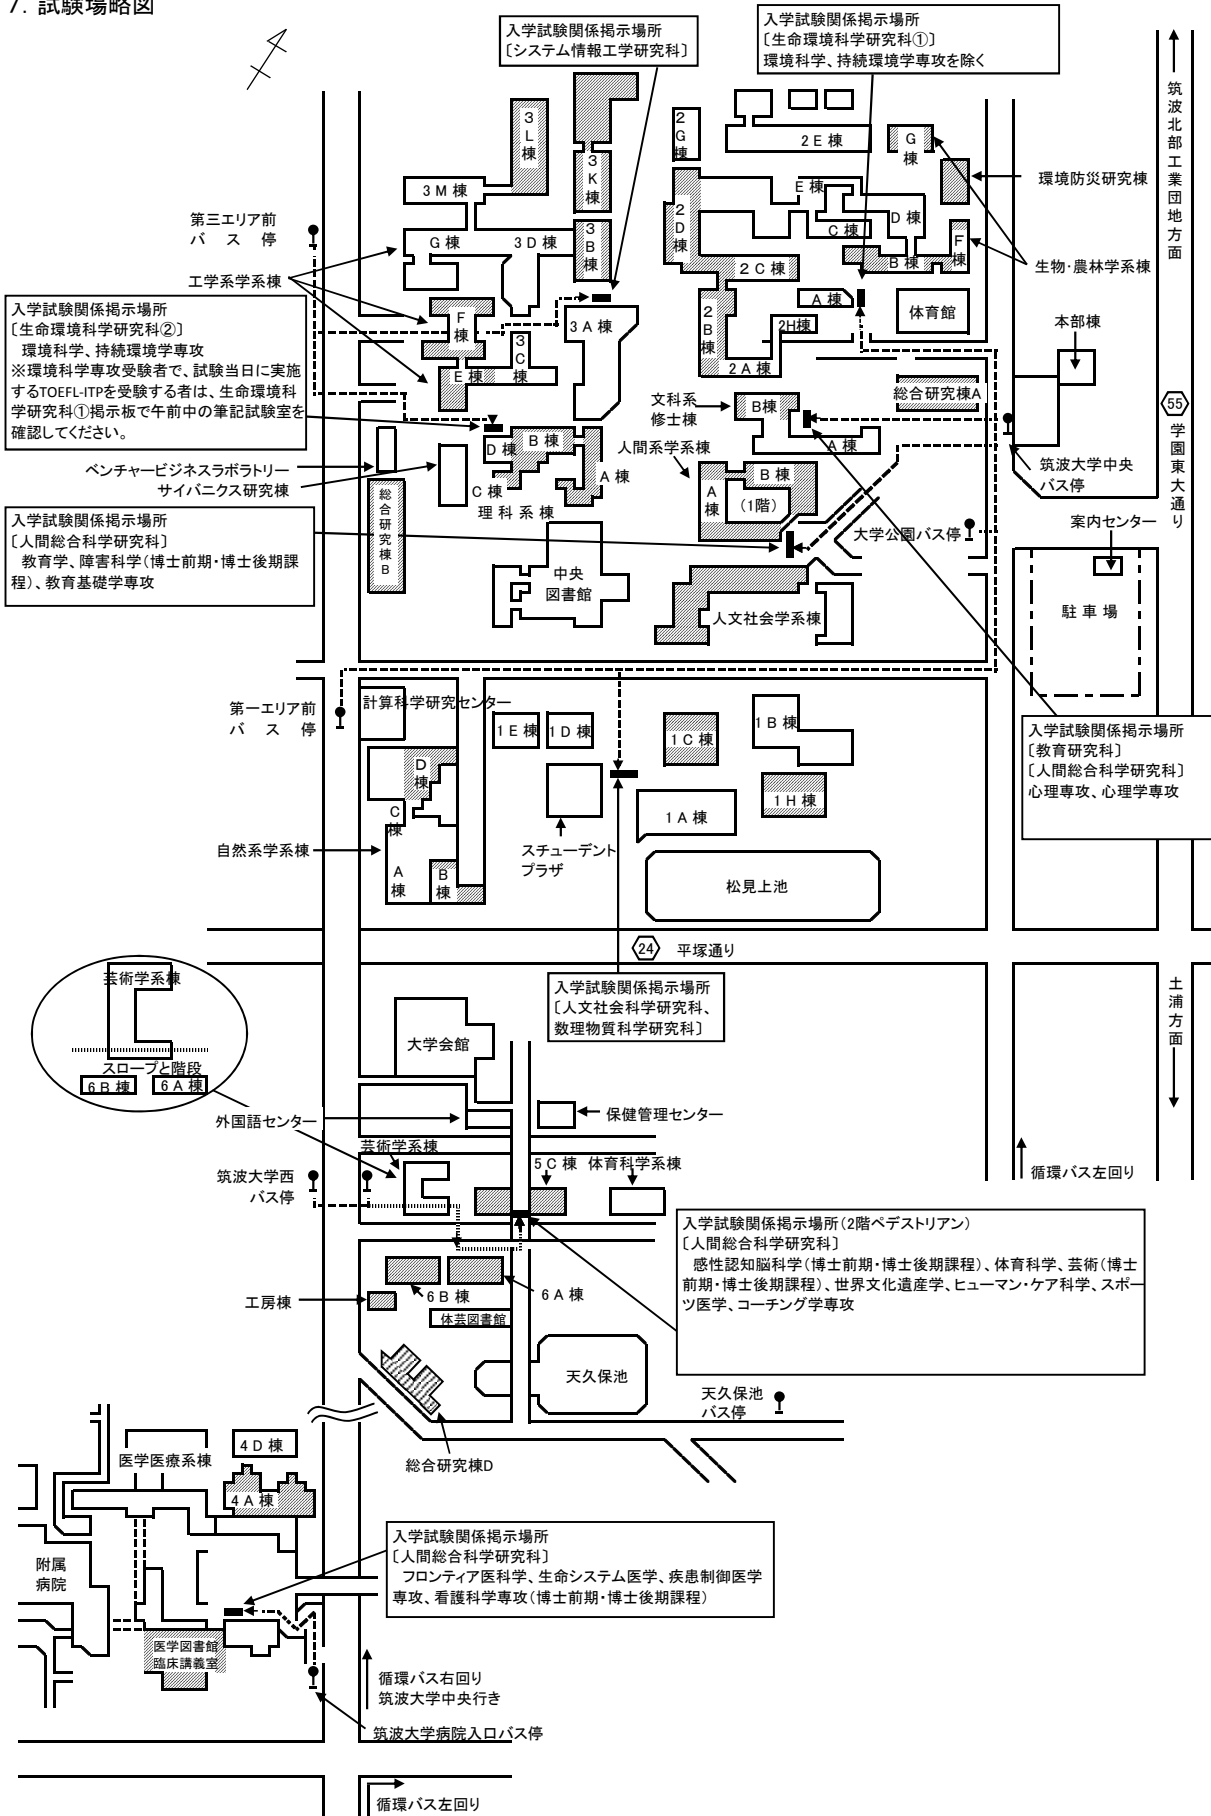 7. 試験場略図
入学試験関係掲示場所
〔システム情報工学研究科〕
入学試験関係掲示場所
〔生命環境科学研究科①〕
環境科学、持続環境学専攻を除く
筑波北部工業団地方面
3L棟
3K棟
3M棟
G棟
3D棟
3B棟
2G棟
2E棟
G棟
環境防災研究棟
E棟
D棟
C棟
2D棟
F棟
B棟
2C棟
生物・農林学系棟
第三エリア前
バス停
工学系学系棟
入学試験関係掲示場所
〔生命環境科学研究科②〕
環境科学、持続環境学専攻
※環境科学専攻受験者で、試験当日に実施
するTOEFL-ITPを受験する者は、生命環境科
学研究科①掲示板で午前中の筆記試験室を
確認してください。
F棟
3A棟
3C棟
E棟
A棟
体育館
2B棟
2H棟
2A棟
本部棟
総合研究棟A
文科系
修士棟
B棟
A棟
55
学園東大通り
筑波大学中央
バス停
人間系学系棟
B棟
A棟
(1階)
D棟
B棟
A棟
C棟
理科系棟
ベンチャービジネスラボラトリー
サイバニクス研究棟
総合研究棟B
入学試験関係掲示場所
〔人間総合科学研究科〕
教育学、障害科学(博士前期・博士後期課
程)、教育基礎学専攻
大学公園バス停
案内センター
駐車場
中央
図書館
人文社会学系棟
第一エリア前
バス停
計算科学研究センター
1E棟
1D棟
1C棟
1B棟
1H棟
1A棟
入学試験関係掲示場所
〔教育研究科〕
〔人間総合科学研究科〕
心理専攻、心理学専攻
D棟
C棟
自然系学系棟
A棟
B棟
スチューデント
プラザ
松見上池
24
平塚通り
芸術学系棟
スロープと階段
6B棟
6A棟
入学試験関係掲示場所
〔人文社会科学研究科、
数理物質科学研究科〕
土浦方面
大学会館
外国語センター
保健管理センター
芸術学系棟
筑波大学西
バス停
5C棟
体育科学系棟
循環バス左回り
入学試験関係掲示場所(2階ペデストリアン)
〔人間総合科学研究科〕
感性認知脳科学(博士前期・博士後期課程)、体育科学、芸術(博士
前期・博士後期課程)、世界文化遺産学、ヒューマン・ケア科学、スポー
ツ医学、コーチング学専攻
工房棟
6B棟
6A棟
体芸図書館
天久保池
天久保池
バス停
総合研究棟D
医学医療系棟
4D棟
4A棟
附属
病院
入学試験関係掲示場所
〔人間総合科学研究科〕
フロンティア医科学、生命システム医学、疾患制御医学
専攻、看護科学専攻(博士前期・博士後期課程)
医学図書館
臨床講義室
循環バス右回り
筑波大学中央行き
筑波大学病院入口バス停
循環バス左回り